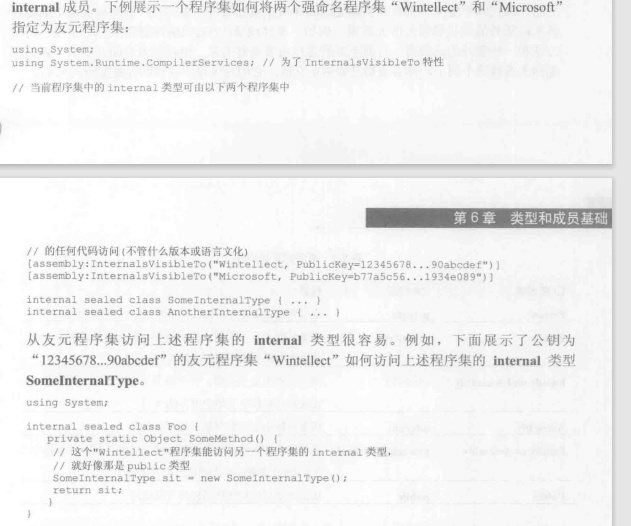 internal 成员。下例展示一个程序集如何将两个强命名程序集“Wintellect”和“Microsoft”
指定为友元程序集：
using System;
using System.Runtime.CompilerServices; // 为了 InternalsVisibleTo 特性
// 当前程序集中的 internal 类型可由以下两个程序集中
第 6 章 类型和成员基础
// 的任何代码访问(不管什么版本或语言文化)
[assembly:InternalsVisibleTo("Wintellect, PublicKey=12345678...90abcdef")]
[assembly:InternalsVisibleTo("Microsoft, PublicKey=b77a5c56...1934e089")]
internal sealed class SomeInternalType { ... }
internal sealed class AnotherInternalType { ... }
从友元程序集访问上述程序集的 internal 类型很容易。例如，下面展示了公钥为
“12345678...90abcdef”的友元程序集“Wintellect”如何访问上述程序集的 internal 类型
SomeInternalType。
using System;
internal sealed class Foo {
private static Object SomeMethod() {
// 这个"Wintellect"程序集能访问另一个程序集的 internal 类型，
// 就好像那是 public 类型
SomeInternalType sit = new SomeInternalType();
return sit;
}
}